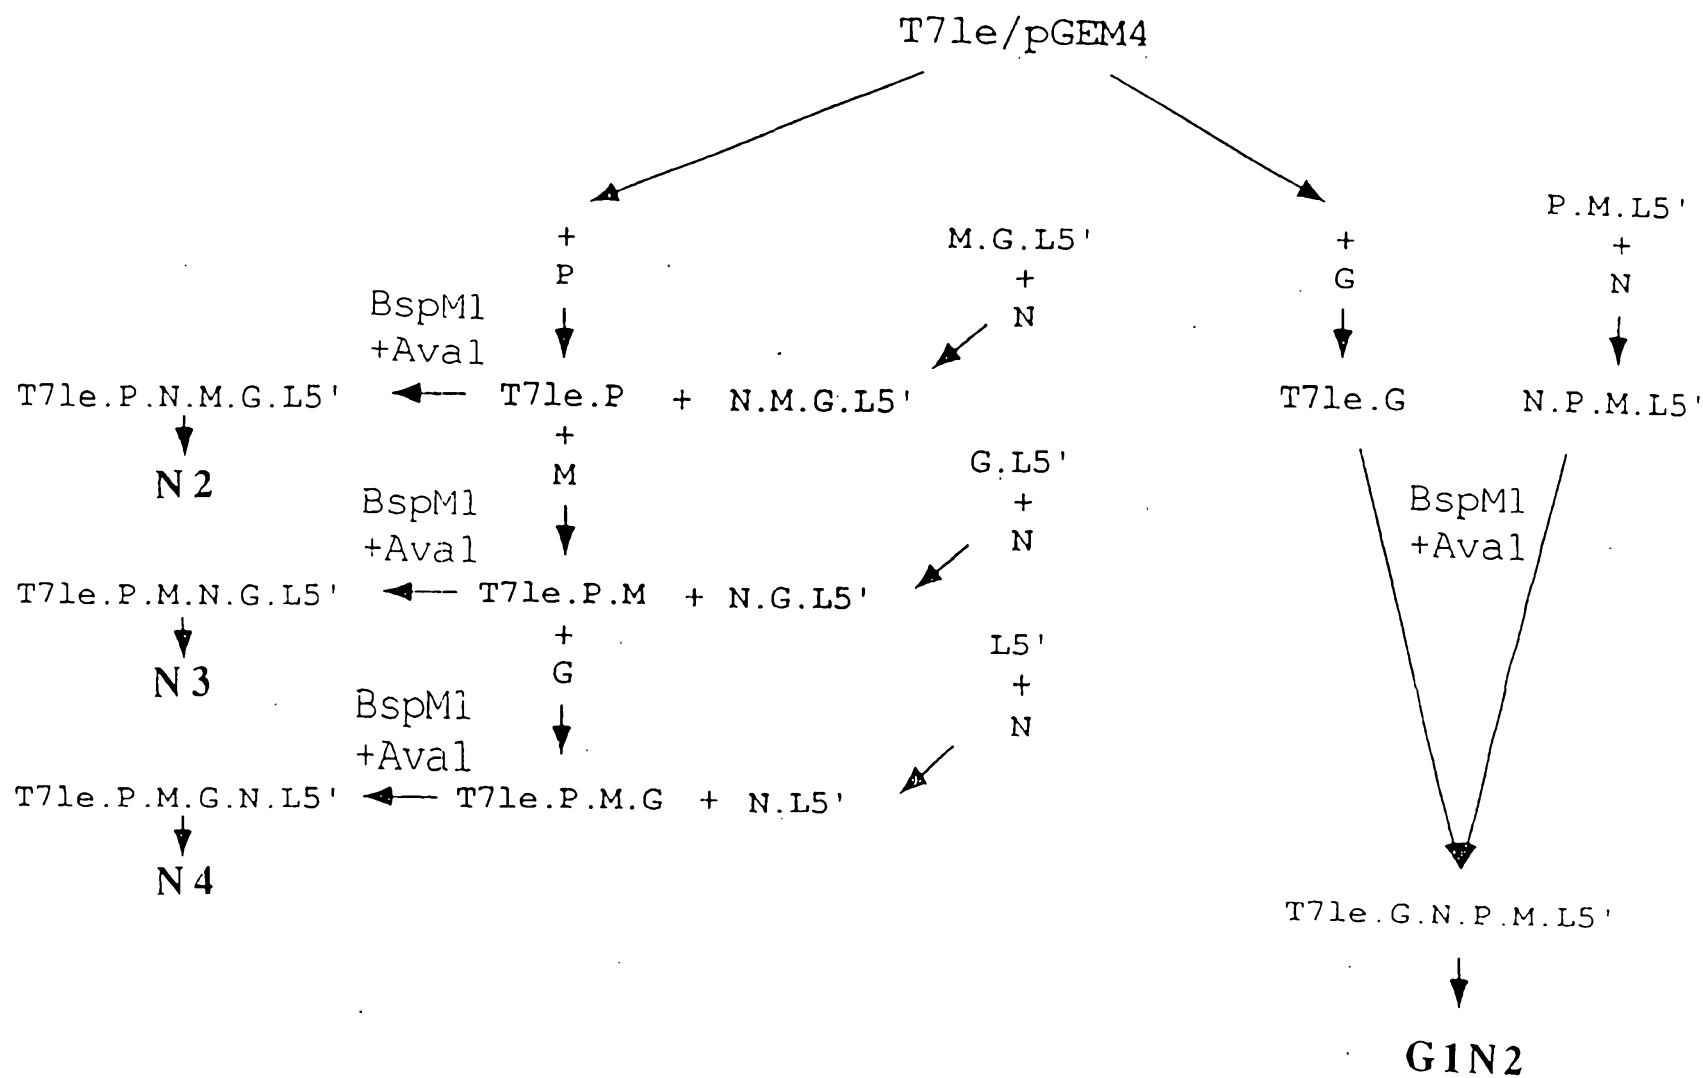 T7le/pGEM4
+
P
M.G.L5'
+
N
+
G
P.M.L5'
+
N
BspM1
+Ava1
T7le.P.N.M.G.L5'
T7le.P + N.M.G.L5'
T7le.G
N.P.M.L5'
N2
+
M
G.L5'
+
N
BspM1
+Ava1
BspM1
+Ava1
T7le.P.M.N.G.L5'
T7le.P.M + N.G.L5'
N3
+
G
L5'
+
N
BspM1
+Ava1
T7le.P.M.G.N.L5'
T7le.P.M.G + N.L5'
N4
T7le.G.N.P.M.L5'
G1N2